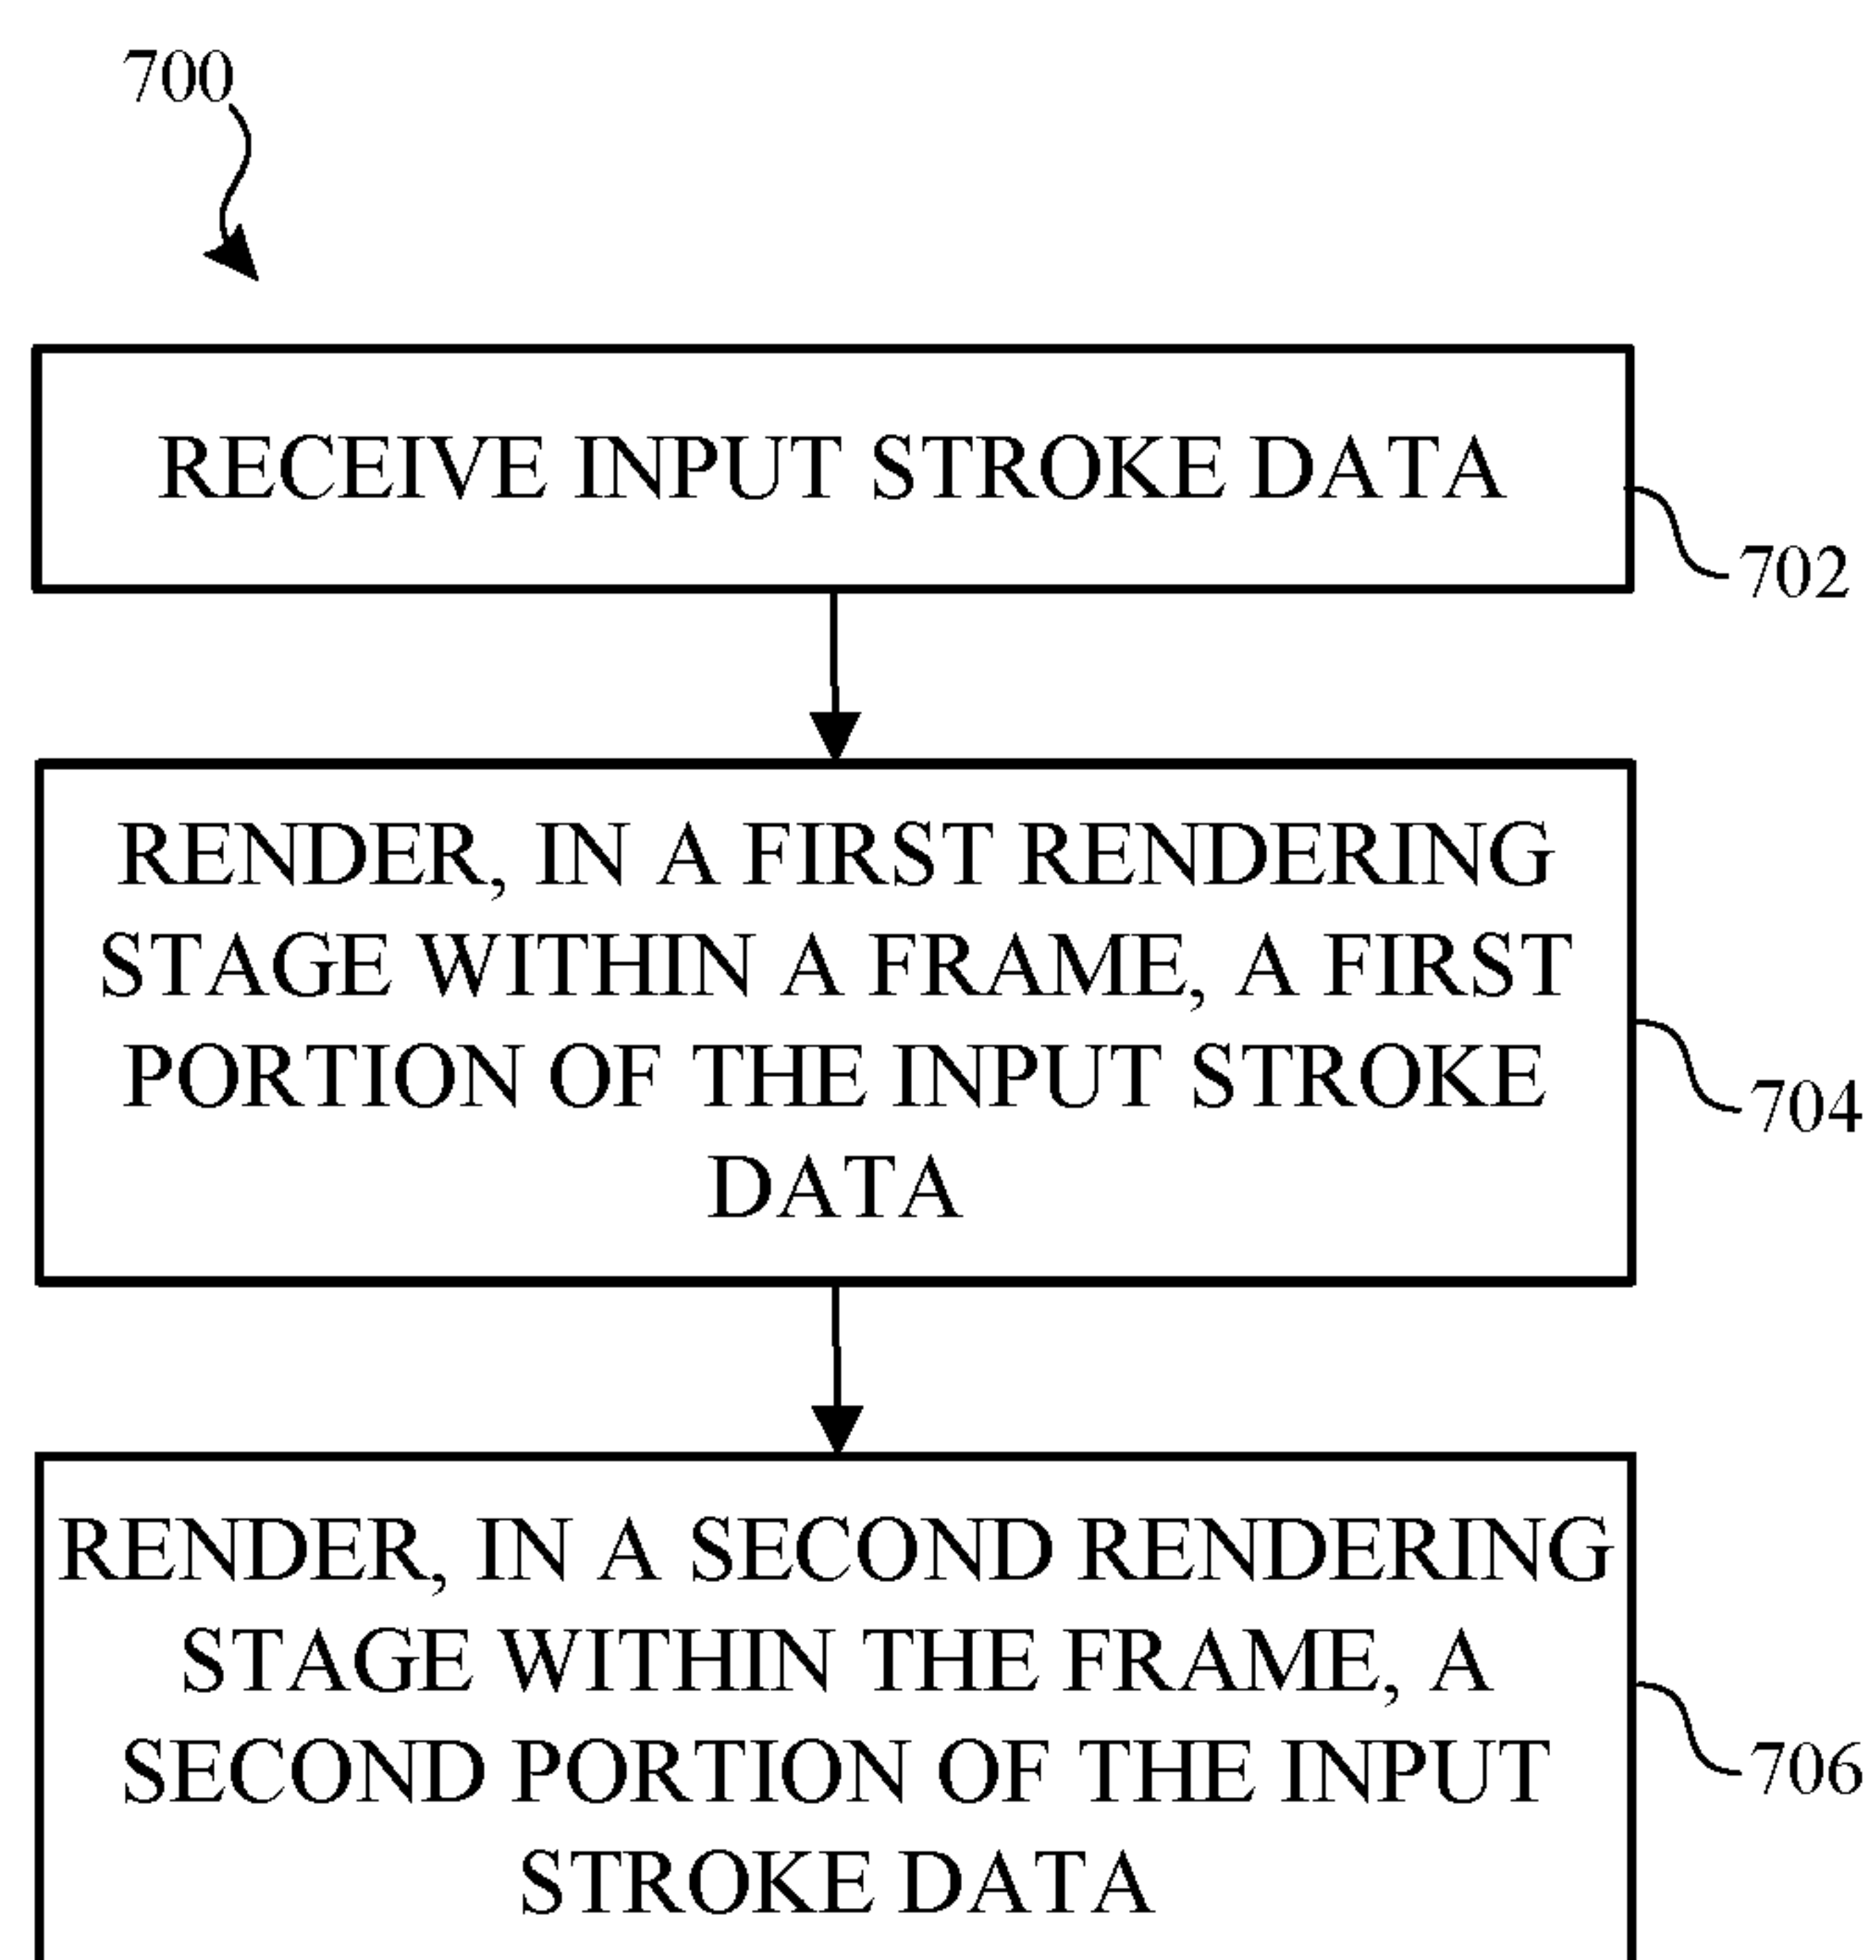 700
RECEIVE INPUT STROKE DATA
702
RENDER, IN A FIRST RENDERING
STAGE WITHIN A FRAME, A FIRST
PORTION OF THE INPUT STROKE
DATA
704
RENDER, IN A SECOND RENDERING
STAGE WITHIN THE FRAME, A
SECOND PORTION OF THE INPUT
STROKE DATA
706